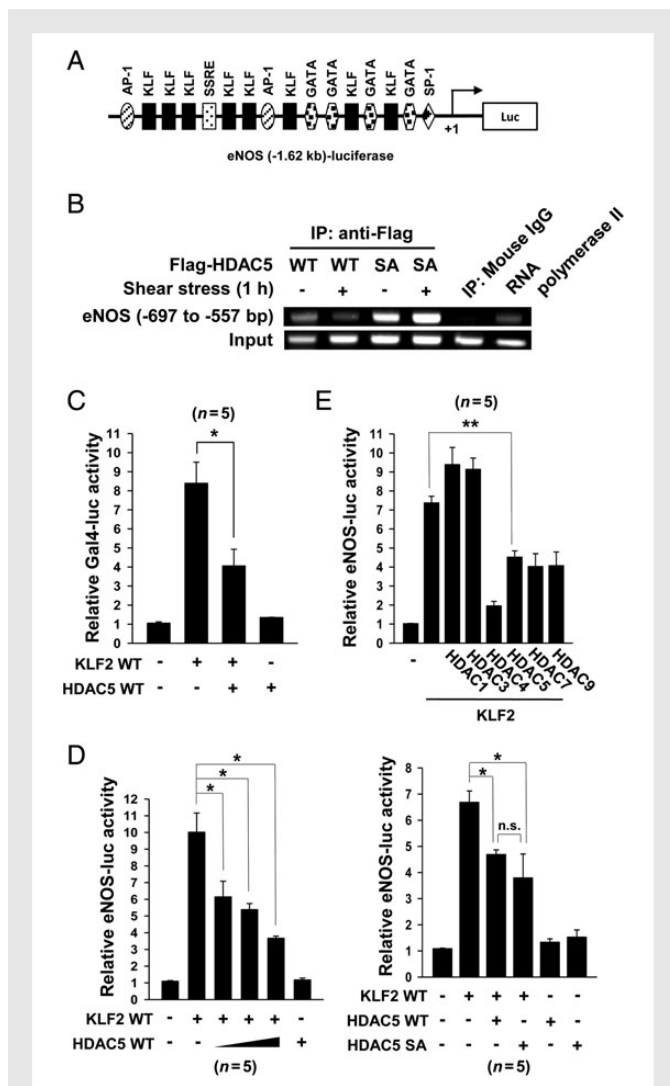 A
AP-1 KLF KLF KLF SSRE KLF KLF AP-1 KLF GATA GATA KLF GATA KLF GATA SP-1
+1
Luc
eNOS (-1.62 kb)-luciferase
B
IP: anti-Flag
IP: Mouse IgG
RNA
polymerase II
Flag-HDAC5 WT WT SA SA
Shear stress (1 h) - + - +
eNOS (-697 to -557 bp)
Input
C
(n=5)
*
Relative Gal4-luc activity
11
10
9
8
7
6
5
4
3
2
1
0
KLF2 WT - + + -
HDAC5 WT - - + +
E
(n=5)
**
Relative eNOS-luc activity
11
10
9
8
7
6
5
4
3
2
1
0
- HDAC1 HDAC3 HDAC4 HDAC5 HDAC7 HDAC9
KLF2
D
*
*
*
Relative eNOS-luc activity
12
11
10
9
8
7
6
5
4
3
2
1
0
KLF2 WT - + + + + -
HDAC5 WT - - +
(n=5)
*
*
n.s.
Relative eNOS-luc activity
8
7
6
5
4
3
2
1
0
KLF2 WT - + + + - -
HDAC5 WT - - + - + -
HDAC5 SA - - - + - +
(n=5)